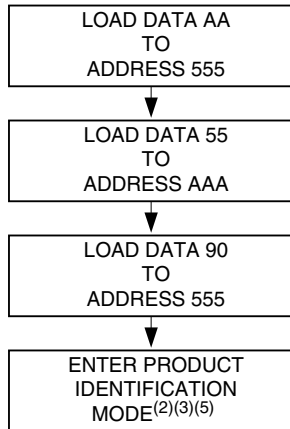 LOAD DATA AA
TO
ADDRESS 555
LOAD DATA 55
TO
ADDRESS AAA
LOAD DATA 90
TO
ADDRESS 555
ENTER PRODUCT
IDENTIFICATION
MODE(2)(3)(5)